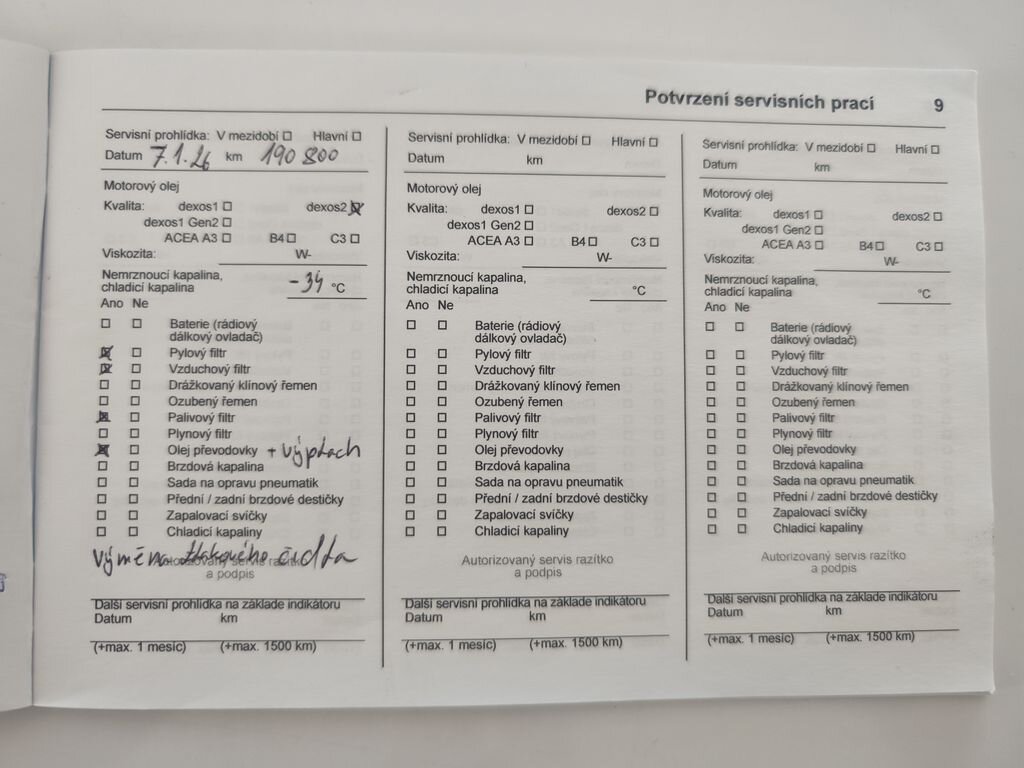 Potvrzení servisních prací 9
Servisní prohlídka: V mezidobí ☐ Hlavní ☐
Datum 7.1.26 km 190 800
Motorový olej
Kvalita: dexos1 ☐ dexos2 ☒
dexos1 Gen2 ☐
ACEA A3 ☐ B4 ☐ C3 ☐
Viskozita: W-
Nemrznoucí kapalina,
chladicí kapalina -34 °C
Ano Ne
☐ ☐ Baterie (rádiový
dálkový ovladač)
☒ ☐ Pylový filtr
☒ ☐ Vzduchový filtr
☐ ☐ Drážkovaný klínový řemen
☐ ☐ Ozubený řemen
☒ ☐ Palivový filtr
☐ ☐ Plynový filtr
☒ ☐ Olej převodovky + výplach
☐ ☐ Brzdová kapalina
☐ ☐ Sada na opravu pneumatik
☐ ☐ Přední / zadní brzdové destičky
☐ ☐ Zapalovací svíčky
☐ ☐ Chladicí kapaliny
výměna tlakového čidla
Autorizovaný servis razítko
a podpis
Další servisní prohlídka na základe indikátoru
Datum km
(+max. 1 mesíc) (+max. 1500 km)
Servisní prohlídka: V mezidobí ☐ Hlavní ☐
Datum km
Motorový olej
Kvalita: dexos1 ☐ dexos2 ☐
dexos1 Gen2 ☐
ACEA A3 ☐ B4 ☐ C3 ☐
Viskozita: W-
Nemrznoucí kapalina,
chladicí kapalina °C
Ano Ne
☐ ☐ Baterie (rádiový
dálkový ovladač)
☐ ☐ Pylový filtr
☐ ☐ Vzduchový filtr
☐ ☐ Drážkovaný klínový řemen
☐ ☐ Ozubený řemen
☐ ☐ Palivový filtr
☐ ☐ Plynový filtr
☐ ☐ Olej převodovky
☐ ☐ Brzdová kapalina
☐ ☐ Sada na opravu pneumatik
☐ ☐ Přední / zadní brzdové destičky
☐ ☐ Zapalovací svíčky
☐ ☐ Chladicí kapaliny
Autorizovaný servis razítko
a podpis
Další servisní prohlídka na základe indikátoru
Datum km
(+max. 1 mesíc) (+max. 1500 km)
Servisní prohlídka: V mezidobí ☐ Hlavní ☐
Datum km
Motorový olej
Kvalita: dexos1 ☐ dexos2 ☐
dexos1 Gen2 ☐
ACEA A3 ☐ B4 ☐ C3 ☐
Viskozita: W-
Nemrznoucí kapalina,
chladicí kapalina °C
Ano Ne
☐ ☐ Baterie (rádiový
dálkový ovladač)
☐ ☐ Pylový filtr
☐ ☐ Vzduchový filtr
☐ ☐ Drážkovaný klínový řemen
☐ ☐ Ozubený řemen
☐ ☐ Palivový filtr
☐ ☐ Plynový filtr
☐ ☐ Olej převodovky
☐ ☐ Brzdová kapalina
☐ ☐ Sada na opravu pneumatik
☐ ☐ Přední / zadní brzdové destičky
☐ ☐ Zapalovací svíčky
☐ ☐ Chladicí kapaliny
Autorizovaný servis razítko
a podpis
Další servisní prohlídka na základe indikátoru
Datum km
(+max. 1 mesíc) (+max. 1500 km)